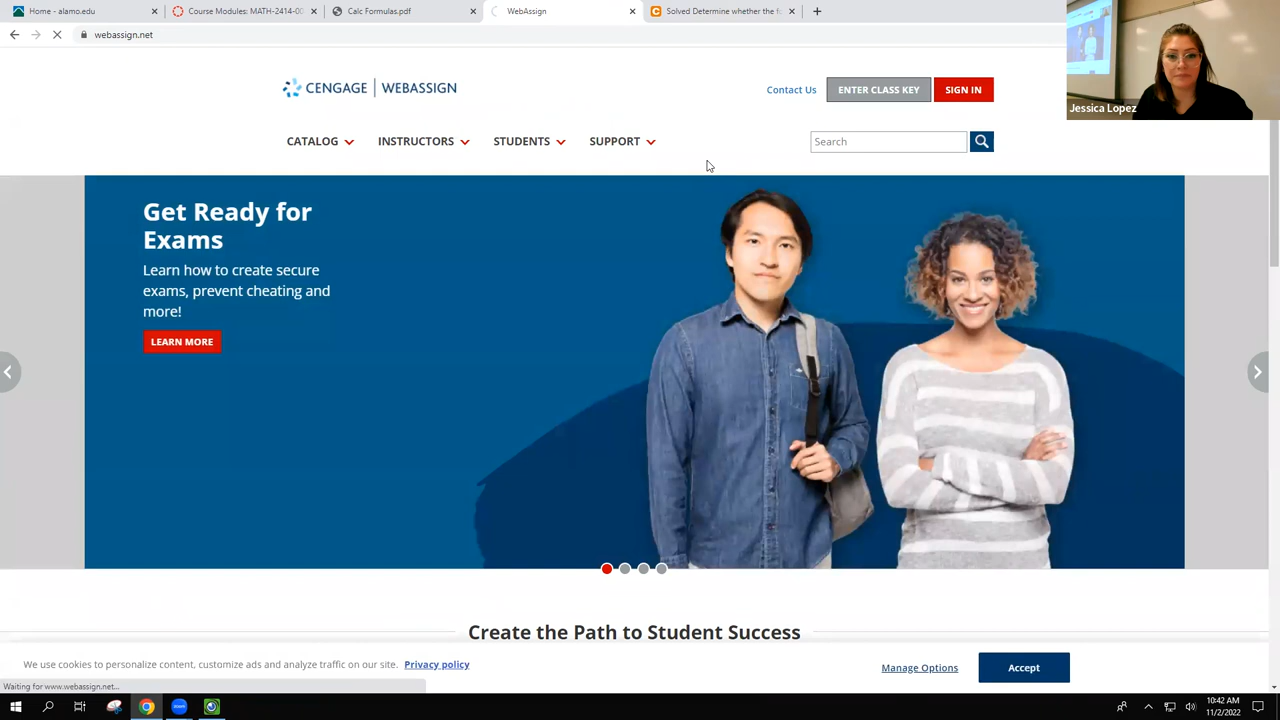 Home - alamo.edu
Course Modules: MATH-2414-00
Calc Formulas.pdf
WebAssign
Solved Determine whether the fo
webassign.net
Jessica Lopez
CENGAGE | WEBASSIGN
Contact Us
ENTER CLASS KEY
SIGN IN
CATALOG
INSTRUCTORS
STUDENTS
SUPPORT
Search
Get Ready for
Exams
Learn how to create secure
exams, prevent cheating and
more!
LEARN MORE
Create the Path to Student Success
We use cookies to personalize content, customize ads and analyze traffic on our site. Privacy policy
Manage Options
Accept
Waiting for www.webassign.net...
zoom
10:42 AM
11/2/2022